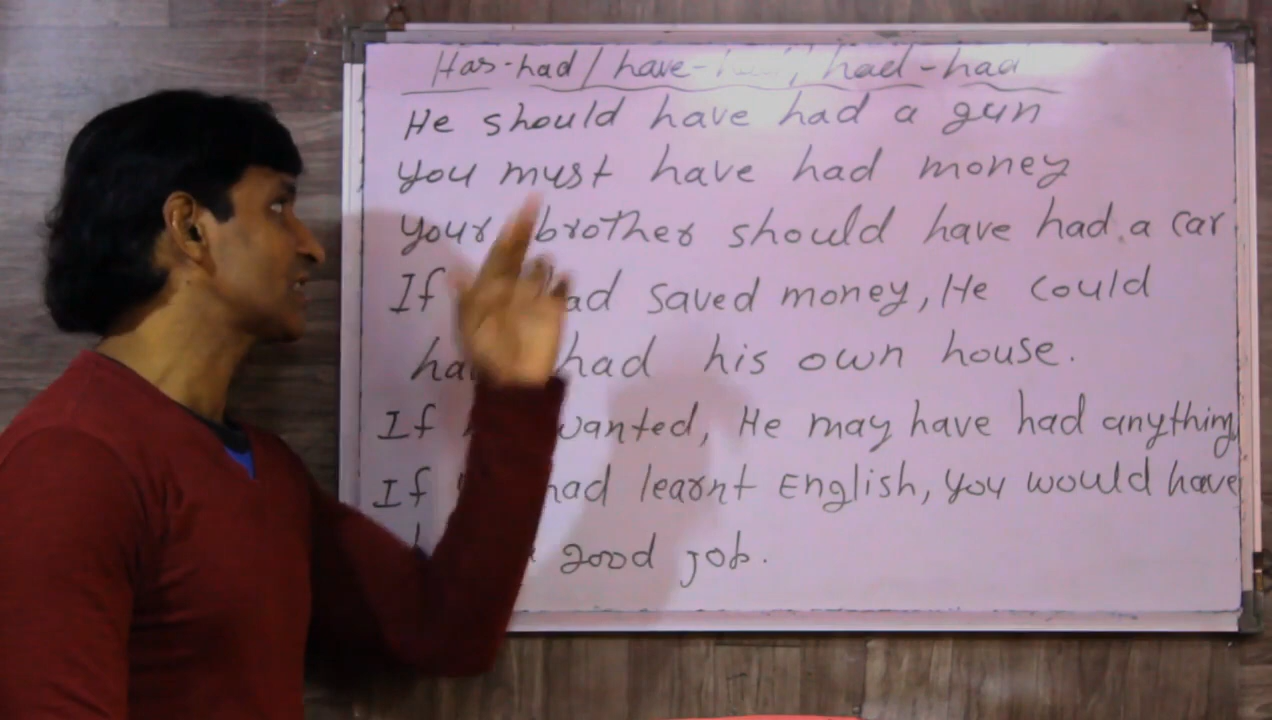 Has-had / have- , had-had
He should have had a gun
you must have had money
your brother should have had a car
If ad saved money, He could
ha had his own house.
If wanted, He may have had anything
If had learnt English, you would have
good job.